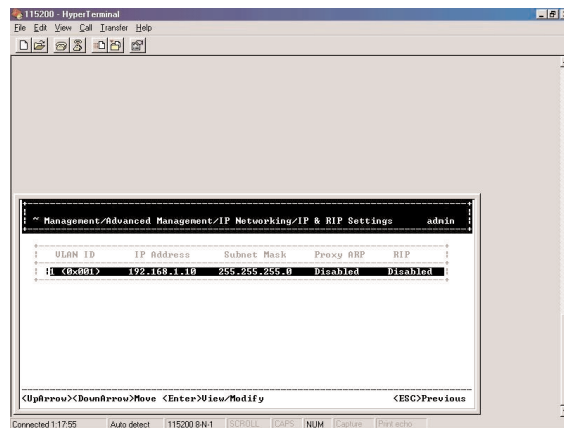 115200 - HyperTerminal
File Edit View Call Transfer Help
~ Management/Advanced Management/IP Networking/IP & RIP Settings admin
VLAN ID IP Address Subnet Mask Proxy ARP RIP
1 (0x001) 192.168.1.10 255.255.255.0 Disabled Disabled
<UpArrow><DownArrow>Move <Enter>View/Modify <ESC>Previous
Connected 1:17:55 Auto detect 115200 8-N-1 SCROLL CAPS NUM Capture Print echo